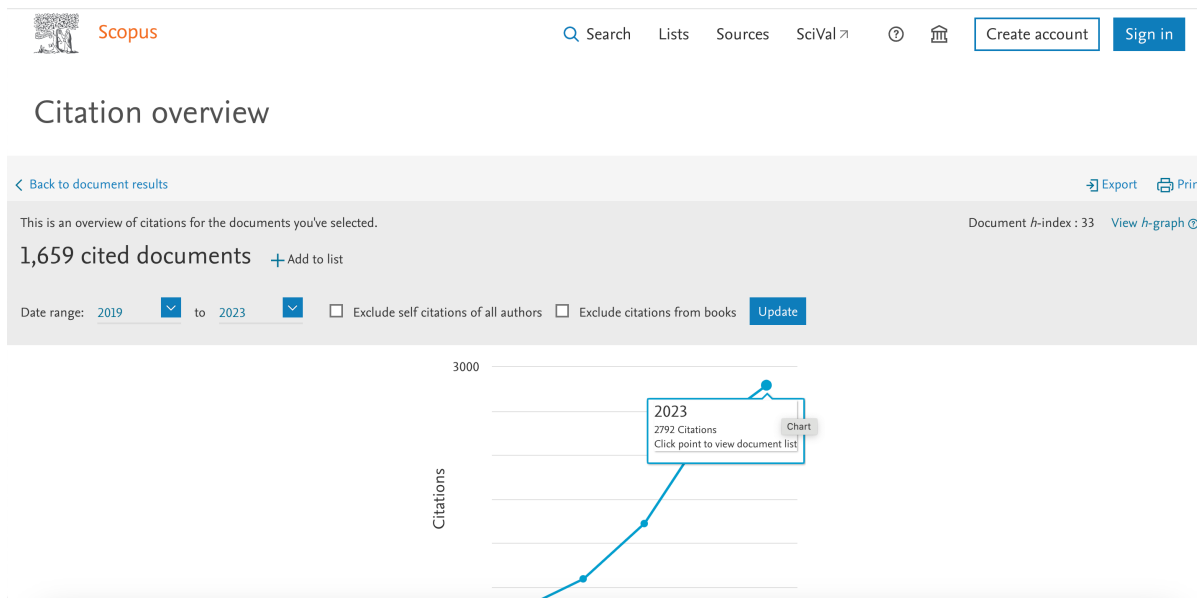 Scopus
Search Lists Sources SciVal Create account Sign in
Citation overview
Back to document results
Export
This is an overview of citations for the documents you've selected.
Document h-index : 33 View h-graph
1,659 cited documents
Add to list
Date range: 2019 to 2023 Exclude self citations of all authors Exclude citations from books Update
3000
2023
2792 Citations
Chart
Click point to view document list
Citations